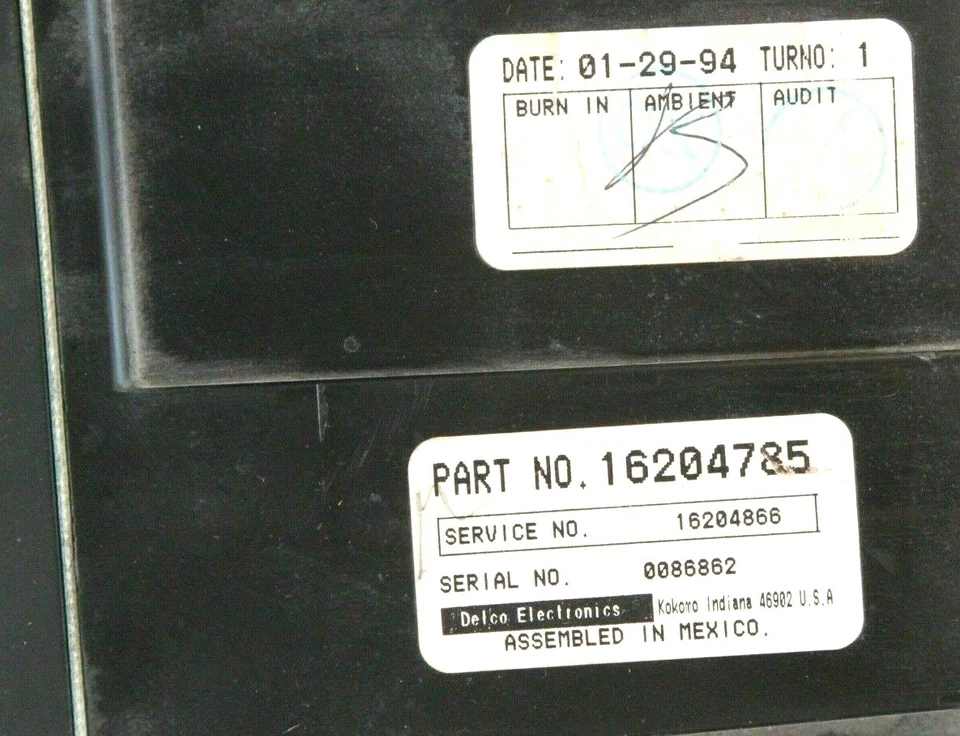 DATE: 01-29-94 TURNO: 1
BURN IN AMBIENT AUDIT
PART NO. 16204785
SERVICE NO. 16204866
SERIAL NO. 0086862
Delco Electronics Kokomo Indiana 46902 U.S.A
ASSEMBLED IN MEXICO.